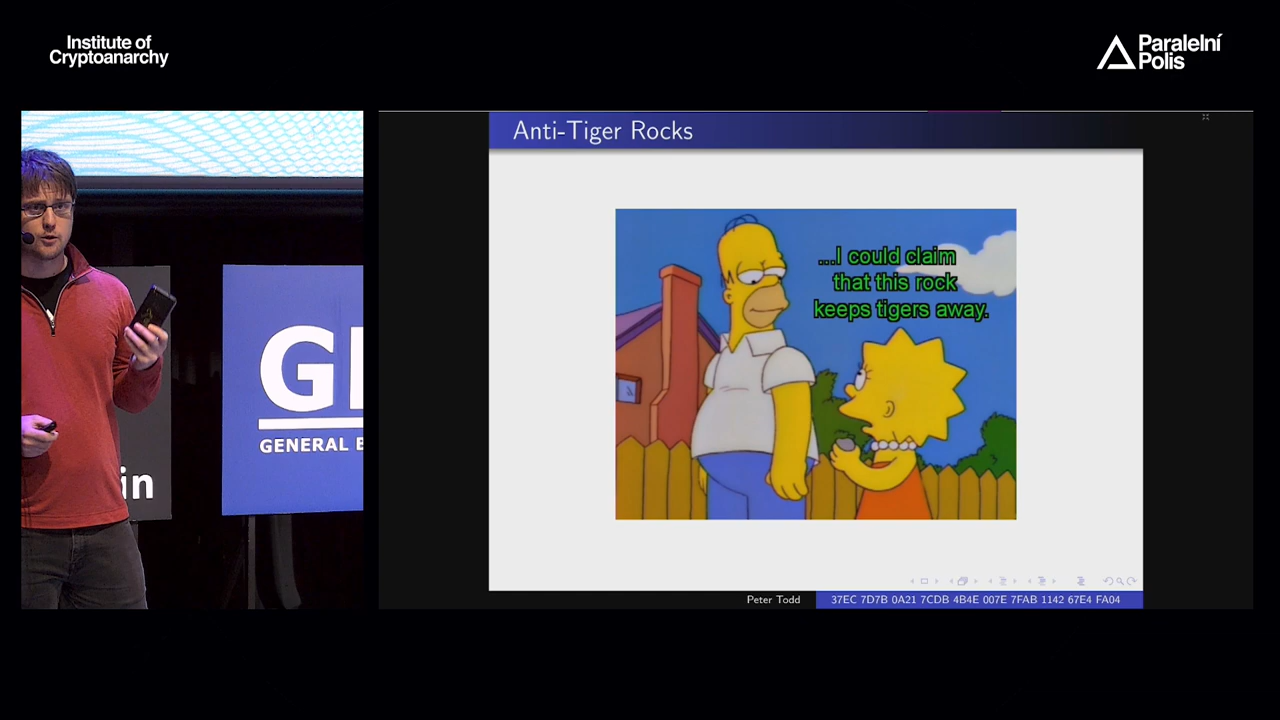 Institute of
Cryptoanarchy
Paralelní
Polis
Anti-Tiger Rocks
...I could claim
that this rock
keeps tigers away.
GENERAL
in
Peter Todd
37EC 7D7B 0A21 7CDB 4B4E 007E 7FAB 1142 67E4 FA04